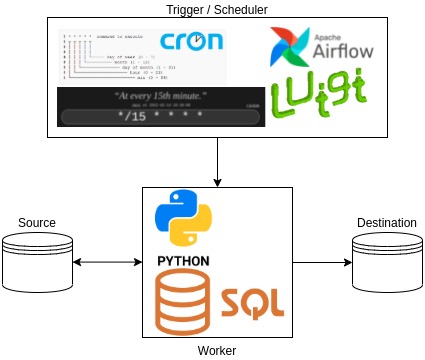 Trigger / Scheduler
* * * * * command to execute
cron
day of week (0 - 7)
month (1 - 12)
day of month (1 - 31)
hour (0 - 23)
min (0 - 59)
APACHE
Airflow
Luigi
“At every 15th minute.”
*/15 * * * *
Source
Destination
PYTHON
SQL
Worker